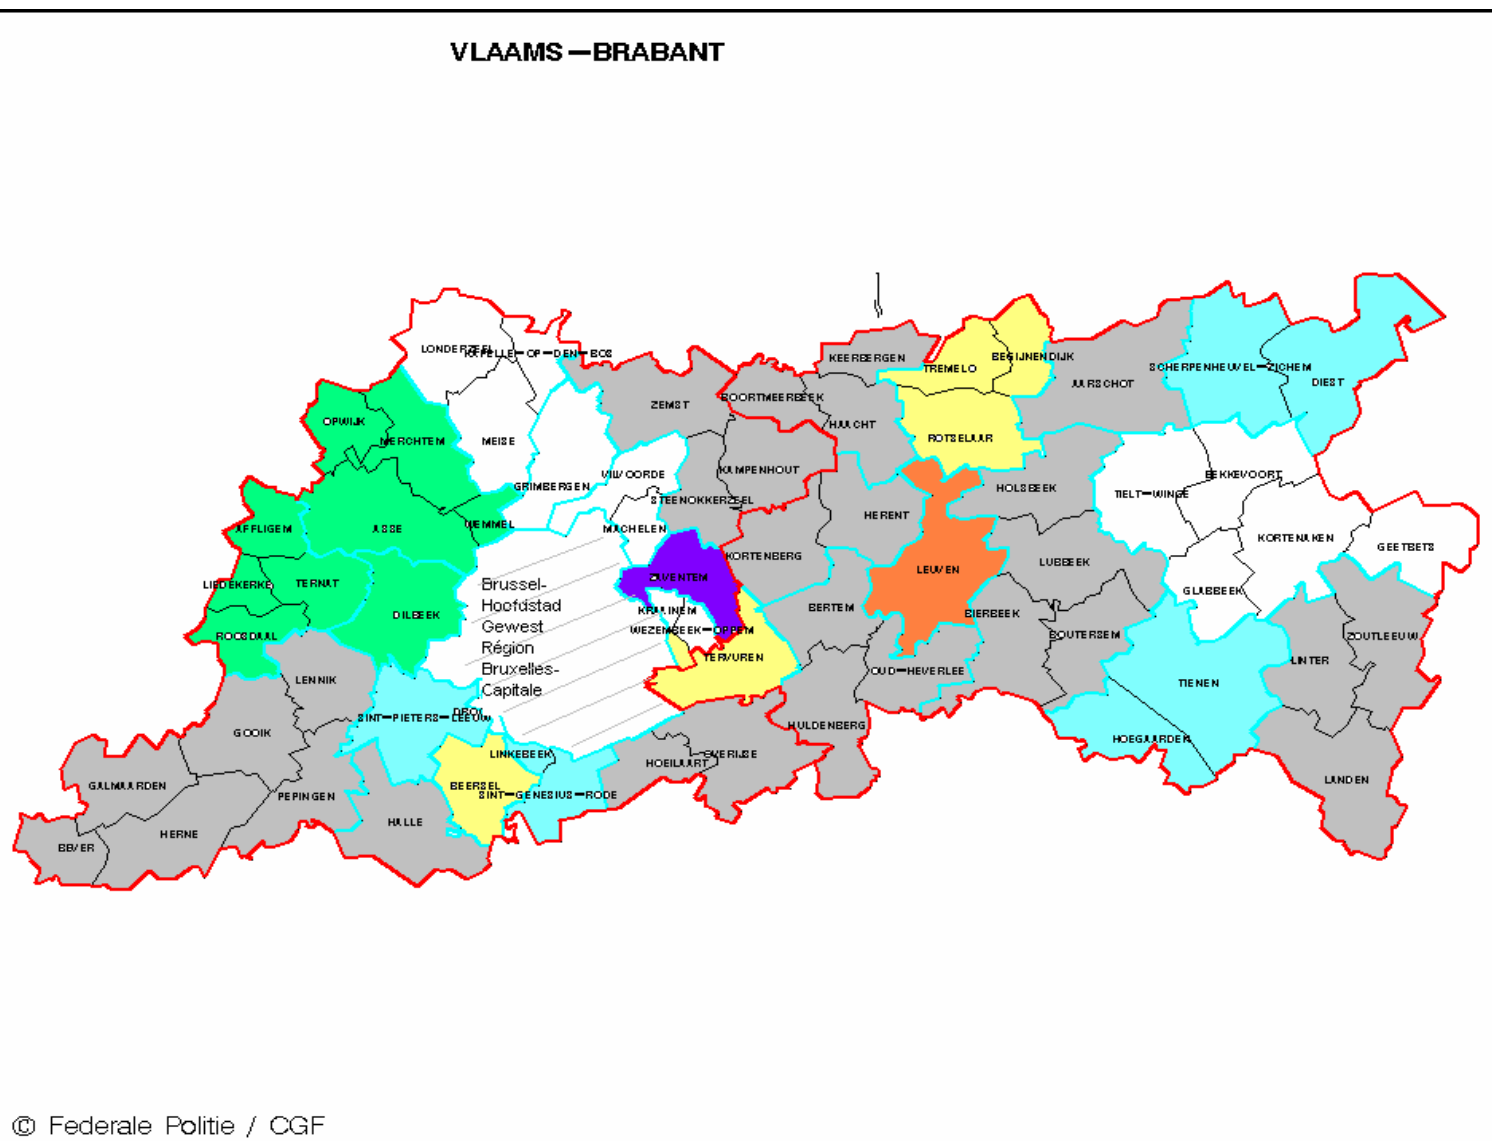 VLAAMS—BRABANT
LONDERZEEL
KAPELLE—OP—DEN—BOS
KEERBERGEN
BEGIJNENDIJK
TREMELO
SCHERPENHEUVEL—ZICHEM
AARSCHOT
DIEST
BOORTMEERBEEK
ZEMST
OPWIJK
HAACHT
MERCHTEM
MEISE
ROTSELAAR
KAMPENHOUT
VILVOORDE
BEKKEVOORT
GRIMBERGEN
HOLSBEEK
TIELT—WINGE
STEENOKKERZEEL
HERENT
WEMMEL
AFFLIGEM
ASSE
MACHELEN
KORTENAKEN
GEETBETS
KORTENBERG
LUBBEEK
LEUVEN
ZAVENTEM
LIEDEKERKE
TERNAT
GLABBEEK
Brussel-
Hoofdstad
Gewest
Région
Bruxelles-
Capitale
BERTEM
KRAAINEM
DILBEEK
BIERBEEK
WEZEMBEEK—OPPEM
ROOSDAAL
BOUTERSEM
ZOUTLEEUW
TERVUREN
LINTER
OUD—HEVERLEE
LENNIK
TIENEN
DROG
SINT—PIETERS—LEEUW
HULDENBERG
GOOIK
HOEGAARDEN
LINKEBEEK
OVERIJSE
HOEILAART
LANDEN
GALMAARDEN
BEERSEL
SINT—GENESIUS—RODE
PEPINGEN
HALLE
HERNE
BEVER
© Federale Politie / CGF